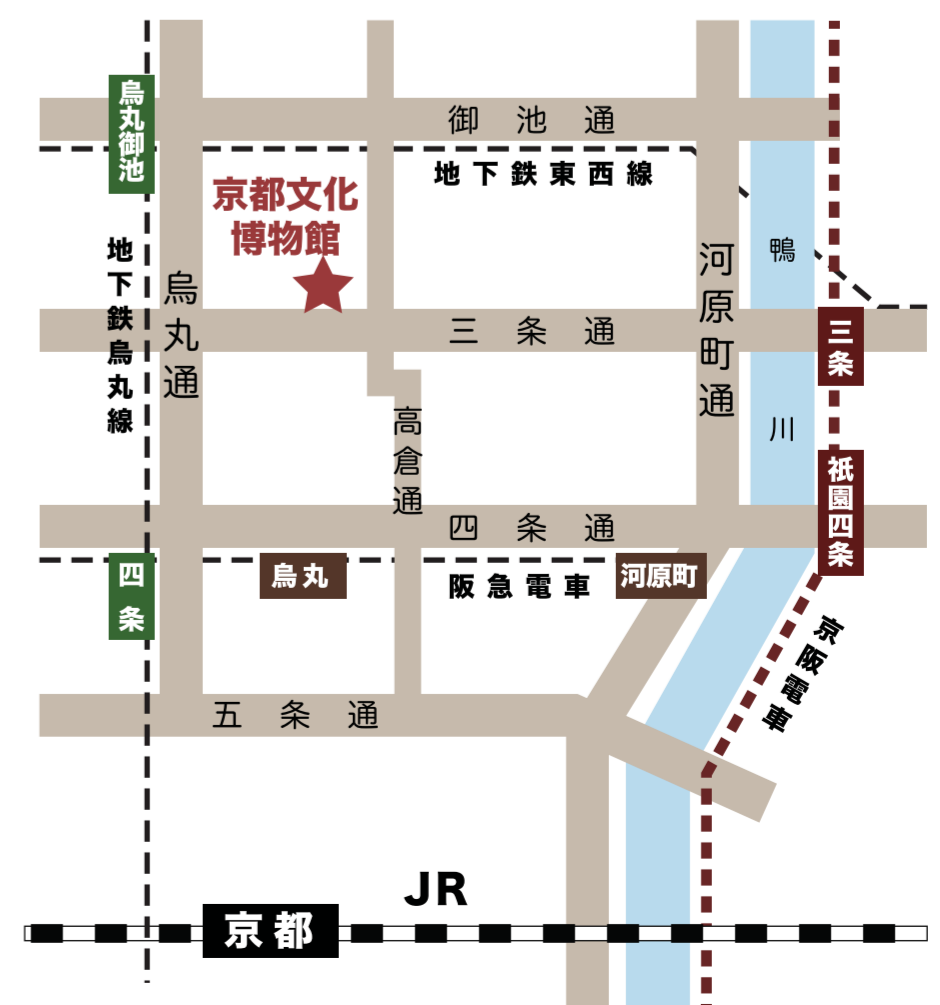 烏丸御池
御池通
地下鉄東西線
京都文化
博物館
地下鉄烏丸線
烏丸通
三条通
河原町通
鴨川
三条
高倉通
四条通
祇園四条
四条
烏丸
阪急電車
河原町
京阪電車
五条通
JR
京都